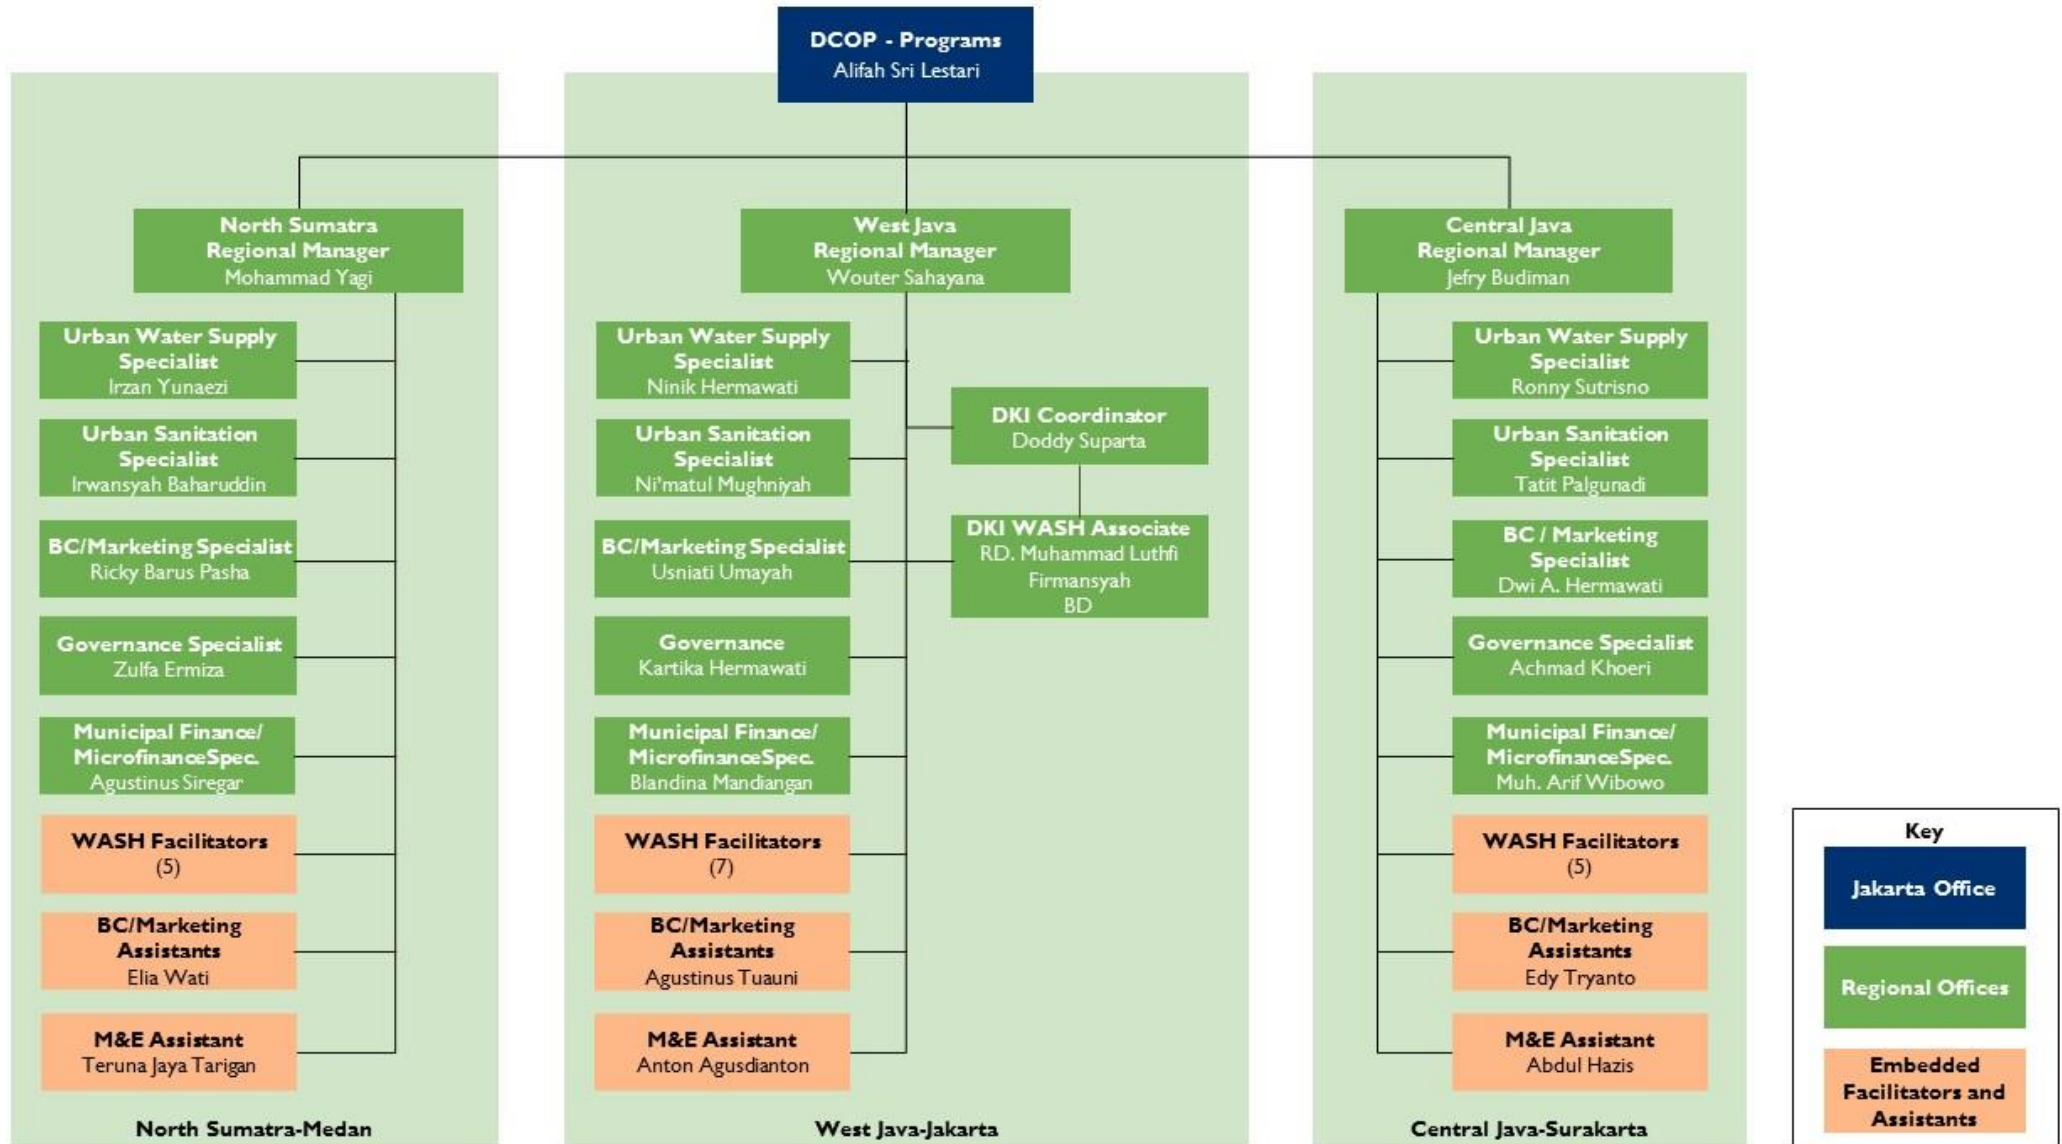 DCOP - Programs
Alifah Sri Lestari
North Sumatra
Regional Manager
Mohammad Yagi
Urban Water Supply
Specialist
Irzan Yunaezi
Urban Sanitation
Specialist
Irwansyah Baharuddin
BC/Marketing Specialist
Ricky Barus Pasha
Governance Specialist
Zulfa Ermiza
Municipal Finance/
MicrofinanceSpec.
Agustinus Siregar
WASH Facilitators
(5)
BC/Marketing
Assistants
Elia Wati
M&E Assistant
Teruna Jaya Tarigan
North Sumatra-Medan
West Java
Regional Manager
Wouter Sahayana
Urban Water Supply
Specialist
Ninik Hermawati
Urban Sanitation
Specialist
Ni'matul Mughniyah
BC/Marketing Specialist
Usniati Umayah
Governance
Kartika Hermawati
Municipal Finance/
MicrofinanceSpec.
Blandina Mandiangan
WASH Facilitators
(7)
BC/Marketing
Assistants
Agustinus Tuauni
M&E Assistant
Anton Agusdianton
DKI Coordinator
Doddy Suparta
DKI WASH Associate
RD. Muhammad Luthfi
Firmansyah
BD
West Java-Jakarta
Central Java
Regional Manager
Jefry Budiman
Urban Water Supply
Specialist
Ronny Sutrisno
Urban Sanitation
Specialist
Tatit Palgunadi
BC / Marketing
Specialist
Dwi A. Hermawati
Governance Specialist
Achmad Khoeri
Municipal Finance/
MicrofinanceSpec.
Muh. Arif Wibowo
WASH Facilitators
(5)
BC/Marketing
Assistants
Edy Tryanto
M&E Assistant
Abdul Hazis
Central Java-Surakarta
Key
Jakarta Office
Regional Offices
Embedded
Facilitators and
Assistants